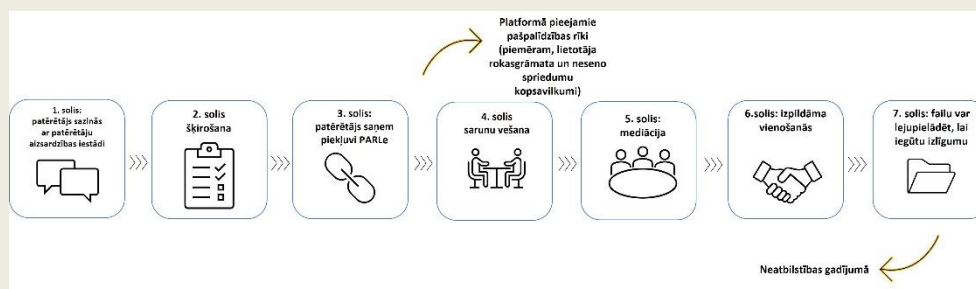 Platformā pieejamie
pašpalīdzības rīki
(piemēram, lietotāja
rokasgrāmata un neseno
spriedumu
kopsavilkumi)
1. solis:
patērētājs sazinās
ar patērētāju
aizsardzības iestādi
2. solis
šķirošana
3. solis:
patērētājs saņem
piekļuvi PARLe
4. solis
sarunu vešana
5. solis:
mediācija
6.solis: izpildāma
vienošanās
7. solis: failu var
lejupielādēt, lai
iegūtu izlīgumu
Neatbilstības gadījumā